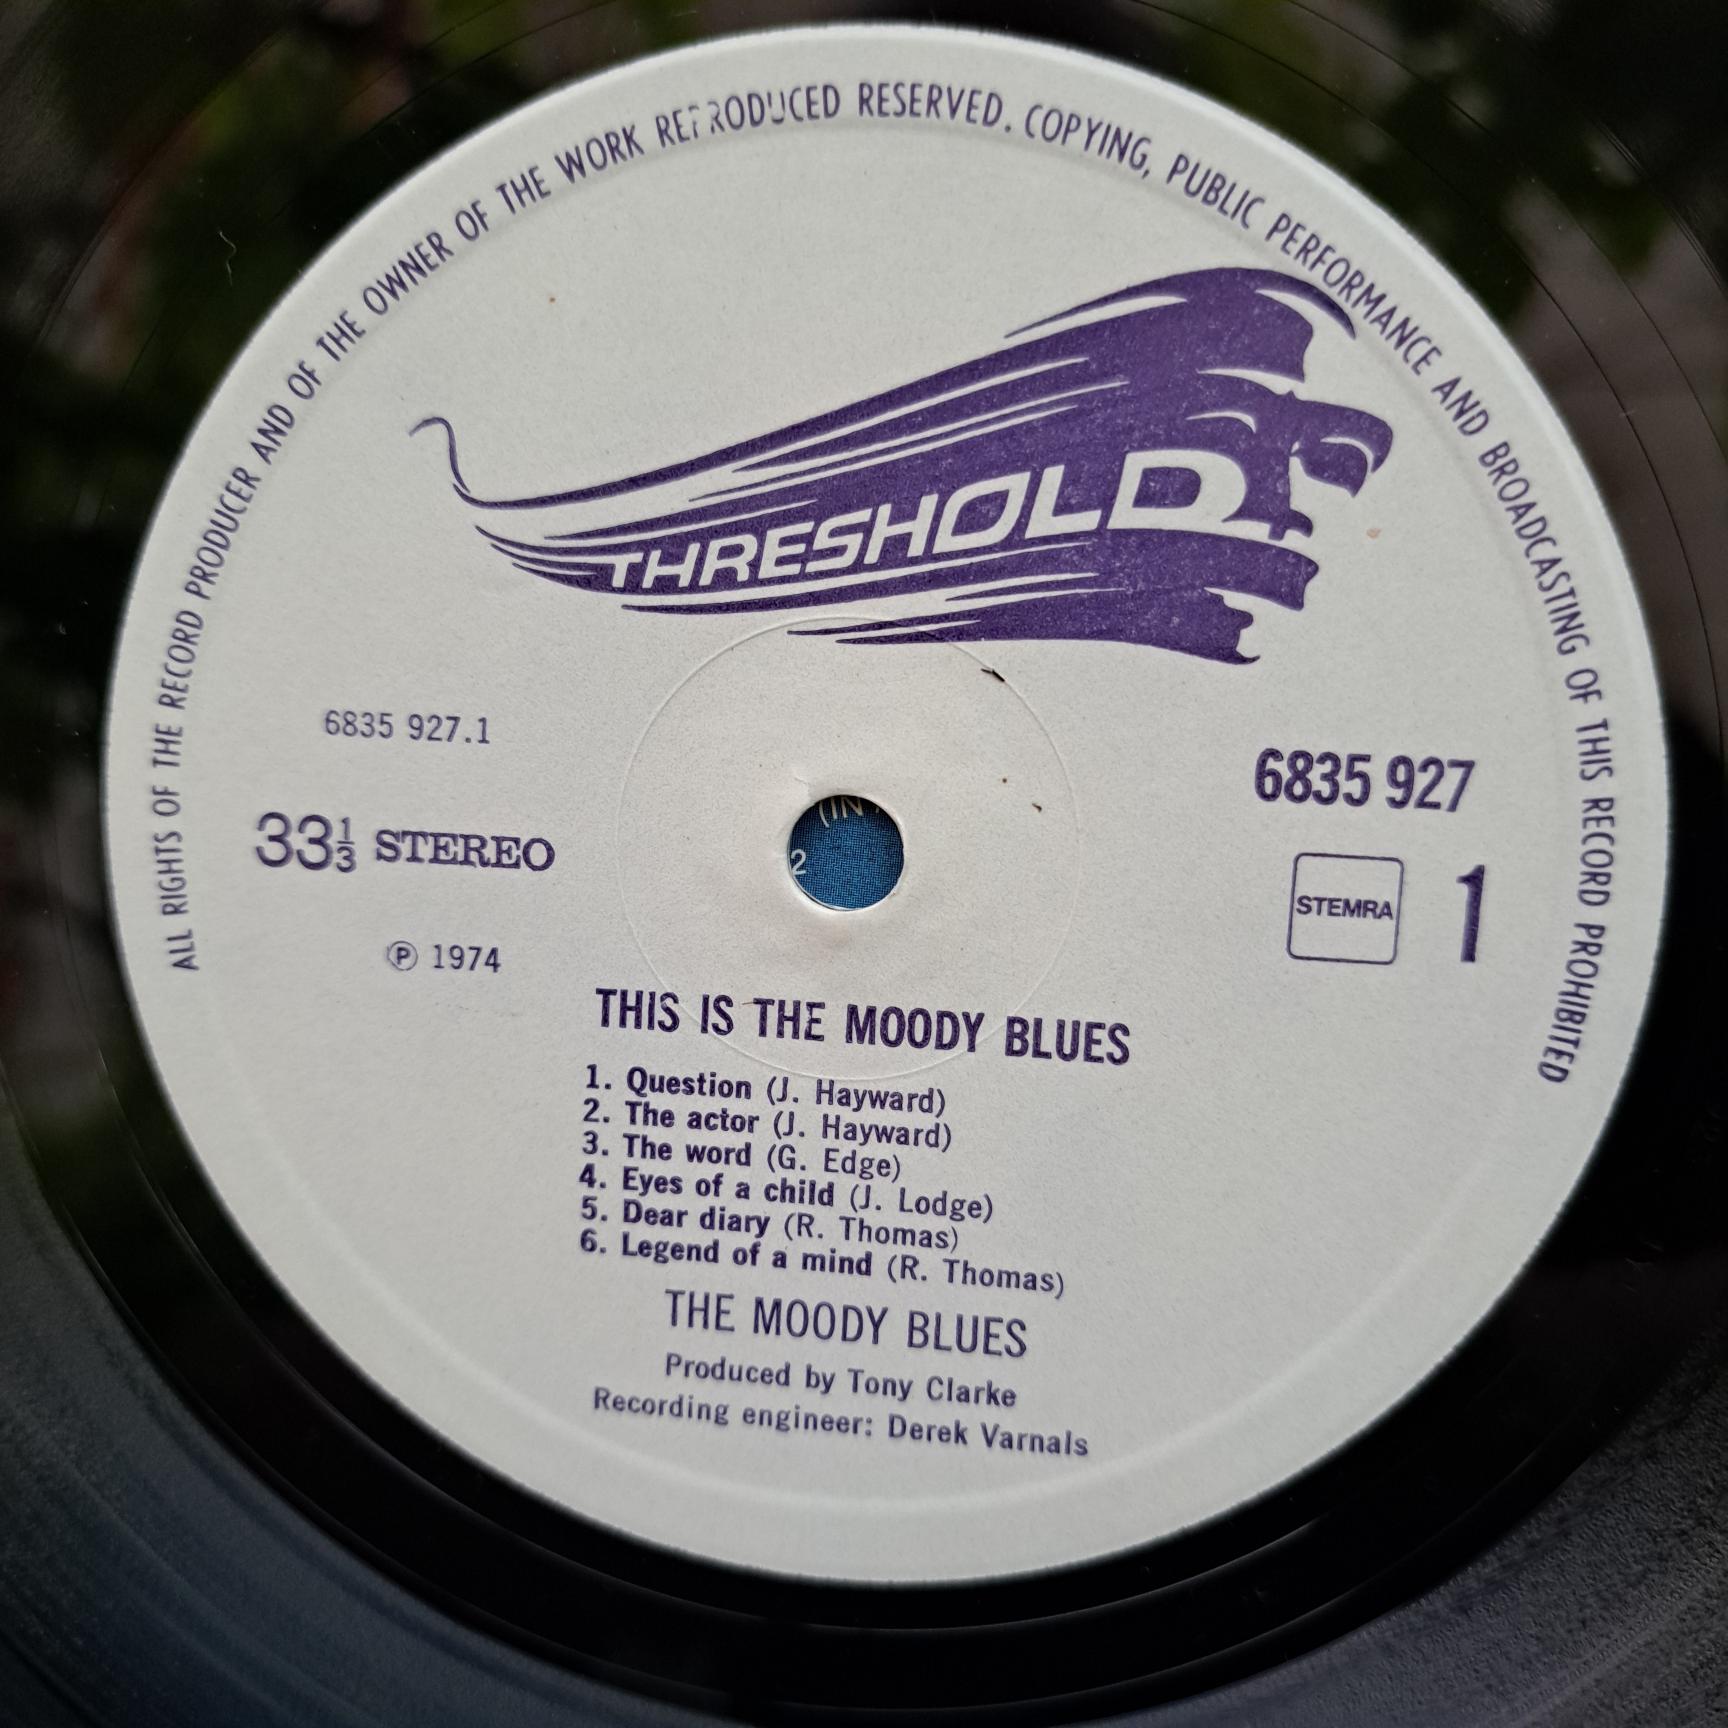 ALL RIGHTS OF THE RECORD PRODUCER AND OF THE OWNER OF THE WORK REPRODUCED RESERVED. COPYING, PUBLIC PERFORMANCE AND BROADCASTING OF THIS RECORD PROHIBITED
THRESHOLD
6835 927.1
6835 927
33⅓ STEREO
STEMRA
1
℗ 1974
(IN
2
THIS IS THE MOODY BLUES
1. Question (J. Hayward)
2. The actor (J. Hayward)
3. The word (G. Edge)
4. Eyes of a child (J. Lodge)
5. Dear diary (R. Thomas)
6. Legend of a mind (R. Thomas)
THE MOODY BLUES
Produced by Tony Clarke
Recording engineer: Derek Varnals